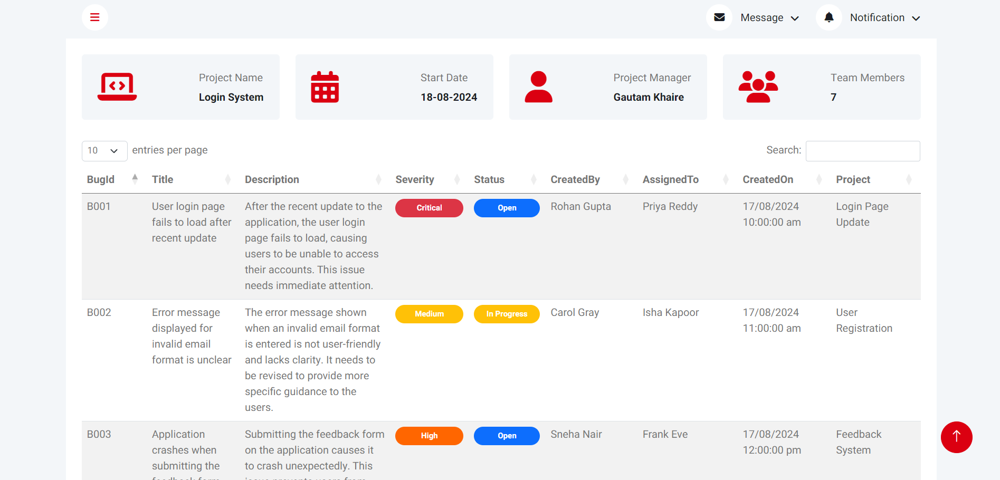 Message
Notification
Project Name
Login System
Start Date
18-08-2024
Project Manager
Gautam Khaire
Team Members
7
10 entries per page
Search:
BugId Title Description Severity Status CreatedBy AssignedTo CreatedOn Project
B001
User login page
fails to load after
recent update
After the recent update to the
application, the user login
page fails to load, causing
users to be unable to access
their accounts. This issue
needs immediate attention.
Critical
Open
Rohan Gupta
Priya Reddy
17/08/2024
10:00:00 am
Login Page
Update
B002
Error message
displayed for
invalid email
format is unclear
The error message shown
when an invalid email format
is entered is not user-friendly
and lacks clarity. It needs to
be revised to provide more
specific guidance to the
users.
Medium
In Progress
Carol Gray
Isha Kapoor
17/08/2024
11:00:00 am
User
Registration
B003
Application
crashes when
submitting the
feedback form
Submitting the feedback form
on the application causes it
to crash unexpectedly. This
issue prevents users from
High
Open
Sneha Nair
Frank Eve
17/08/2024
12:00:00 pm
Feedback
System